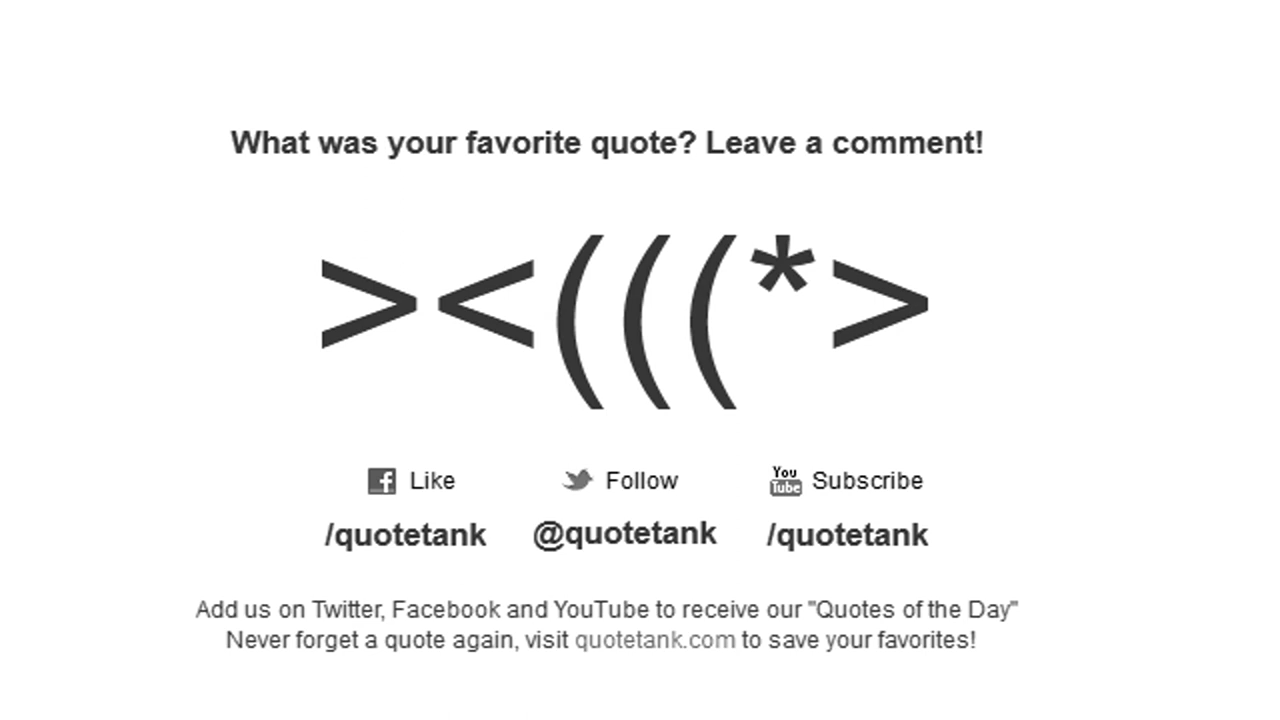 What was your favorite quote? Leave a comment!
><(((*>
Like Follow You Tube Subscribe
/quotetank @quotetank /quotetank
Add us on Twitter, Facebook and YouTube to receive our "Quotes of the Day"
Never forget a quote again, visit quotetank.com to save your favorites!